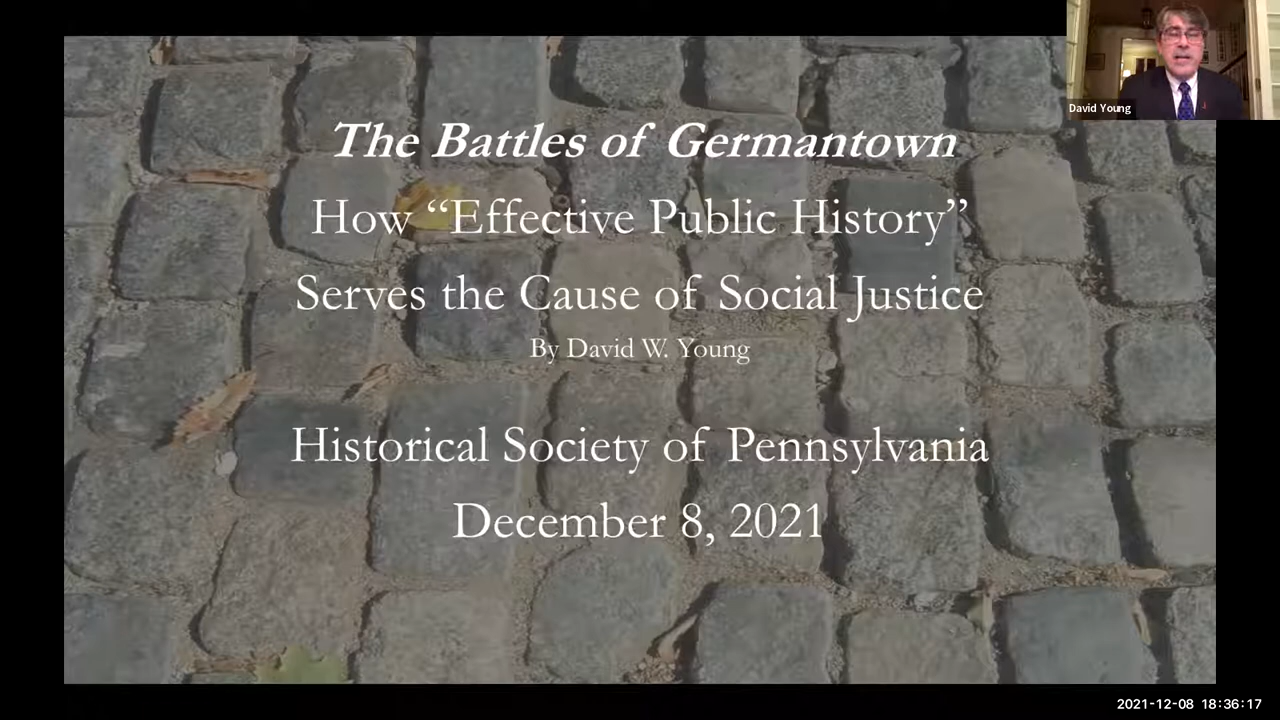 David Young
The Battles of Germantown
How “Effective Public History”
Serves the Cause of Social Justice
By David W. Young
Historical Society of Pennsylvania
December 8, 2021
2021-12-08 18:36:17